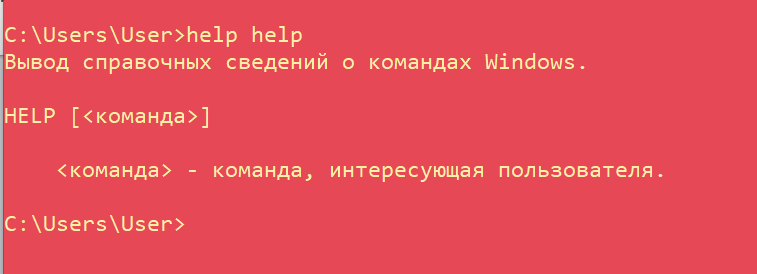 C:\Users\User>help help
Вывод справочных сведений о командах Windows.
HELP [<команда>]
<команда> - команда, интересующая пользователя.
C:\Users\User>